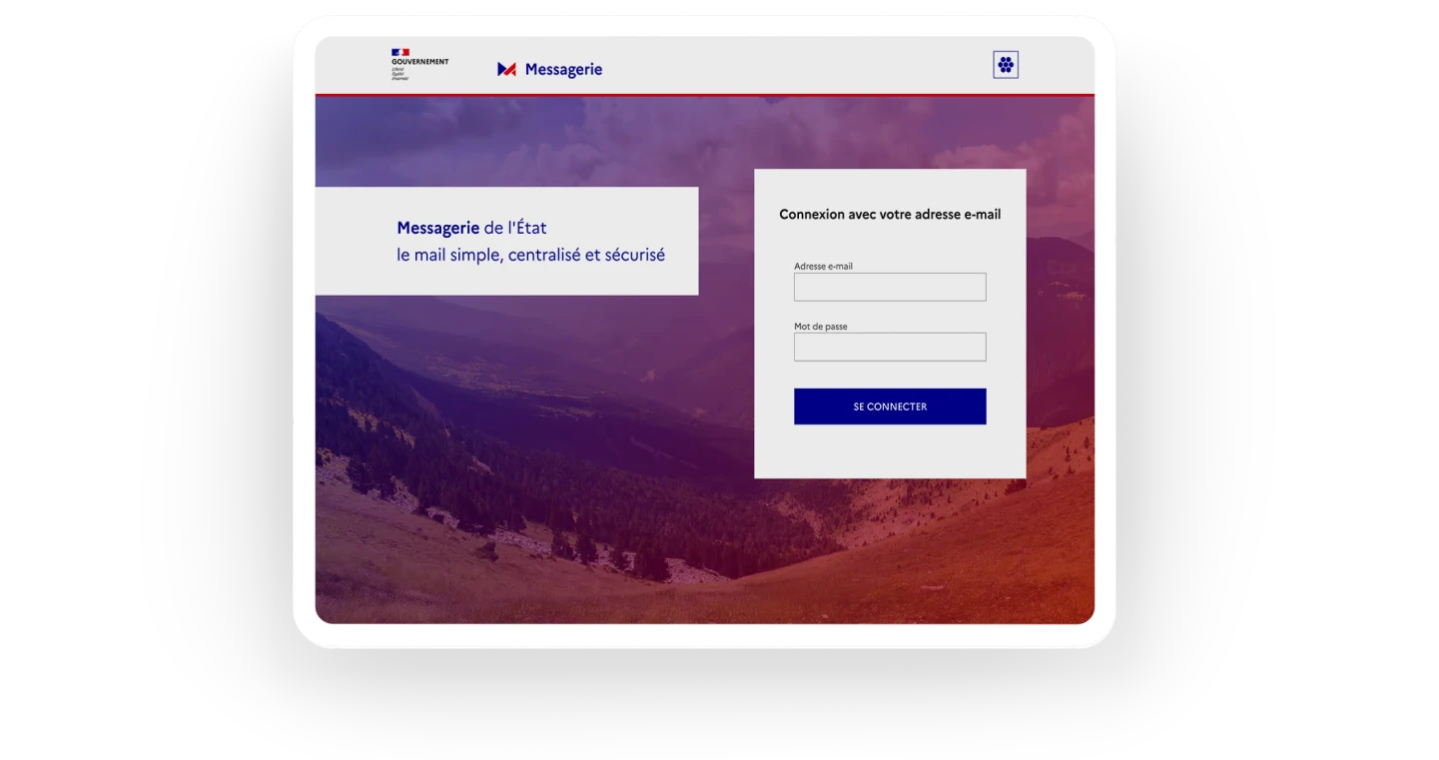 GOUVERNEMENT
Liberté
Égalité
Fraternité
Messagerie
Messagerie de l'État
le mail simple, centralisé et sécurisé
Connexion avec votre adresse e-mail
Adresse e-mail
Mot de passe
SE CONNECTER